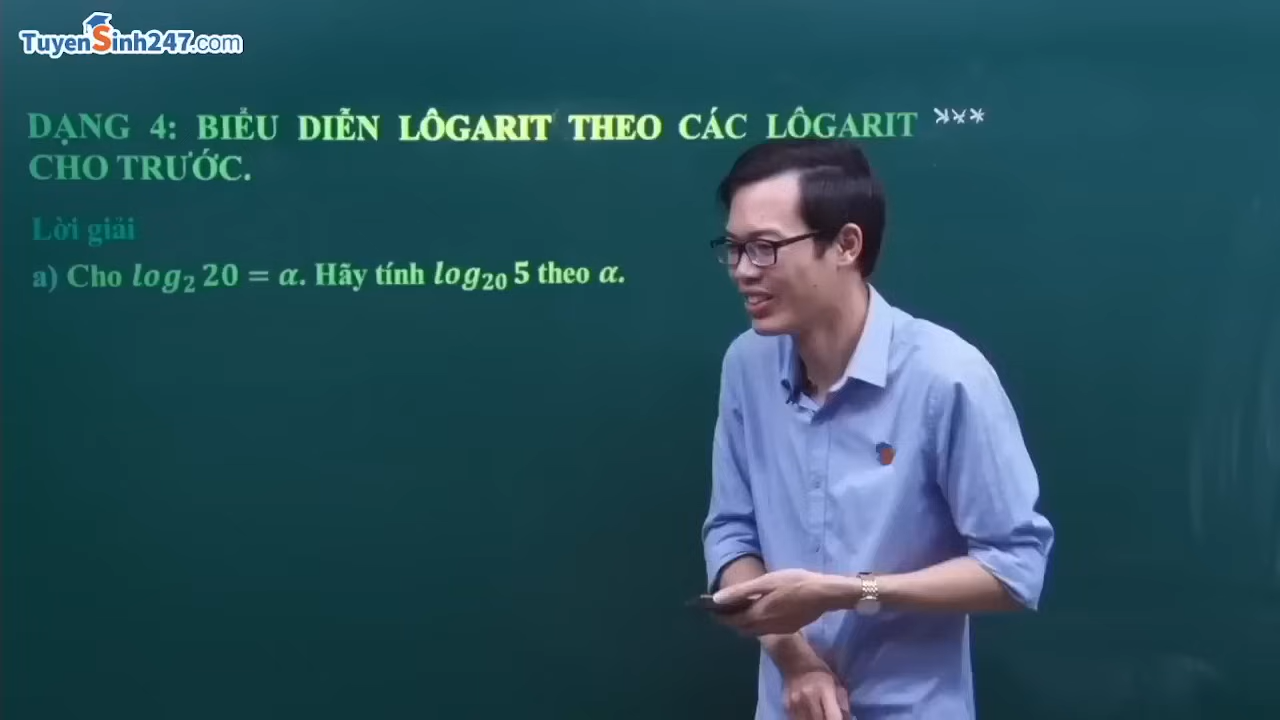 TuyenSinh247.com
DẠNG 4: BIỂU DIỄN LÔGARIT THEO CÁC LÔGARIT ***
CHO TRƯỚC.
Lời giải
a) Cho log₂ 20 = α. Hãy tính log₂₀ 5 theo α.